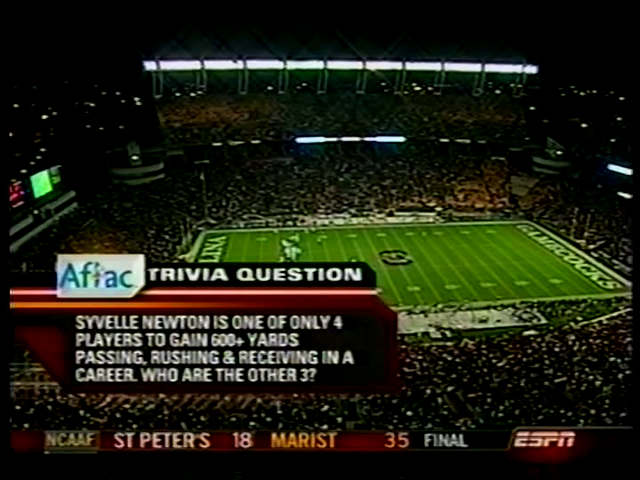 LINA
GAMECOCKS
Aflac TRIVIA QUESTION
SYVELLE NEWTON IS ONE OF ONLY 4
PLAYERS TO GAIN 600+ YARDS
PASSING, RUSHING & RECEIVING IN A
CAREER. WHO ARE THE OTHER 3?
NCAAF ST PETER'S 18 MARIST 35 FINAL ESPN